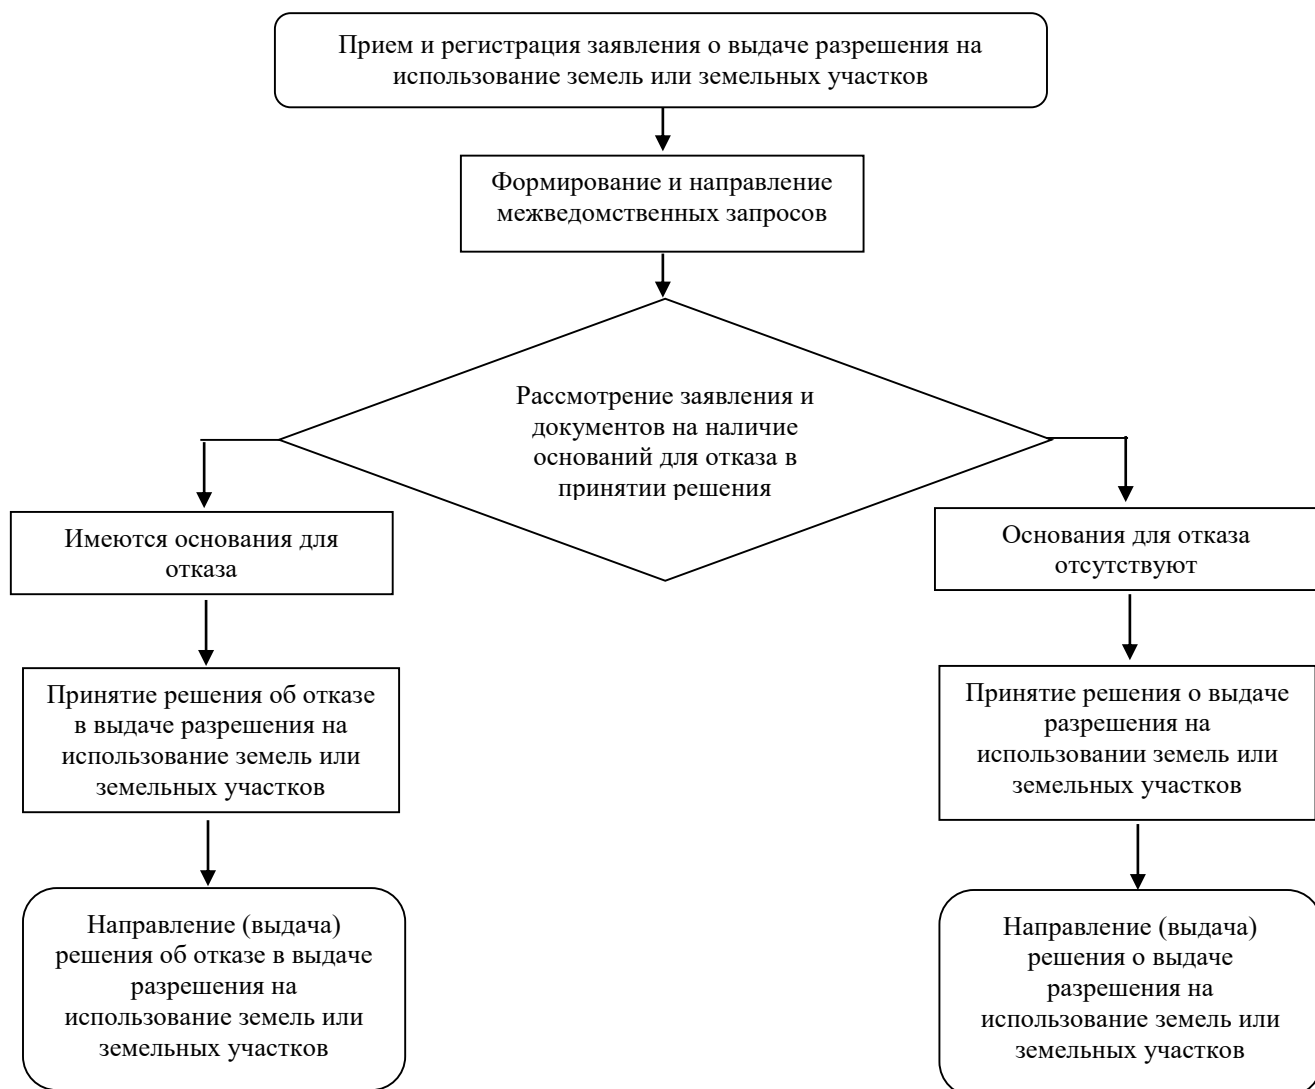 Прием и регистрация заявления о выдаче разрешения на
использование земель или земельных участков
Формирование и направление
межведомственных запросов
Рассмотрение заявления и
документов на наличие
оснований для отказа в
принятии решения
Имеются основания для
отказа
Основания для отказа
отсутствуют
Принятие решения об отказе
в выдаче разрешения на
использование земель или
земельных участков
Принятие решения о выдаче
разрешения на
использовании земель или
земельных участков
Направление (выдача)
решения об отказе в выдаче
разрешения на
использование земель или
земельных участков
Направление (выдача)
решения о выдаче
разрешения на
использование земель или
земельных участков